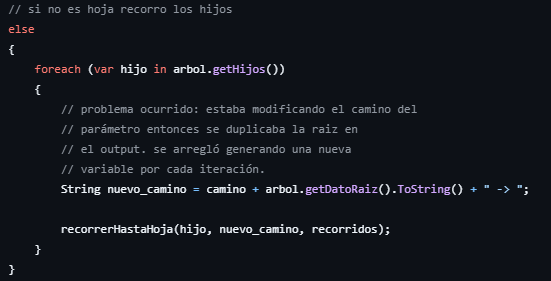 // si no es hoja recorro los hijos
else
{
    foreach (var hijo in arbol.getHijos())
    {
        // problema ocurrido: estaba modificando el camino del
        // parámetro entonces se duplicaba la raiz en
        // el output. se arregló generando una nueva
        // variable por cada iteración.
        String nuevo_camino = camino + arbol.getDatoRaiz().ToString() + " -> ";

        recorrerHastaHoja(hijo, nuevo_camino, recorridos);
    }
}